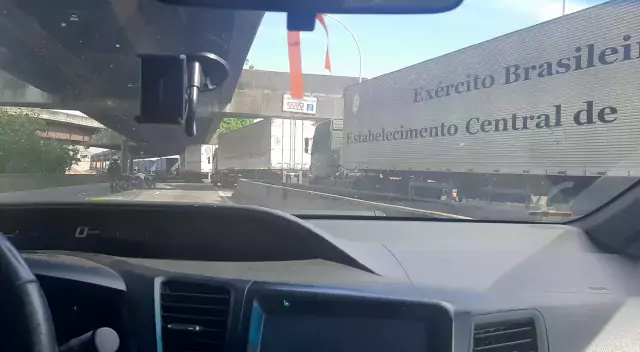 Exército Brasilei
Estabelecimento Central de